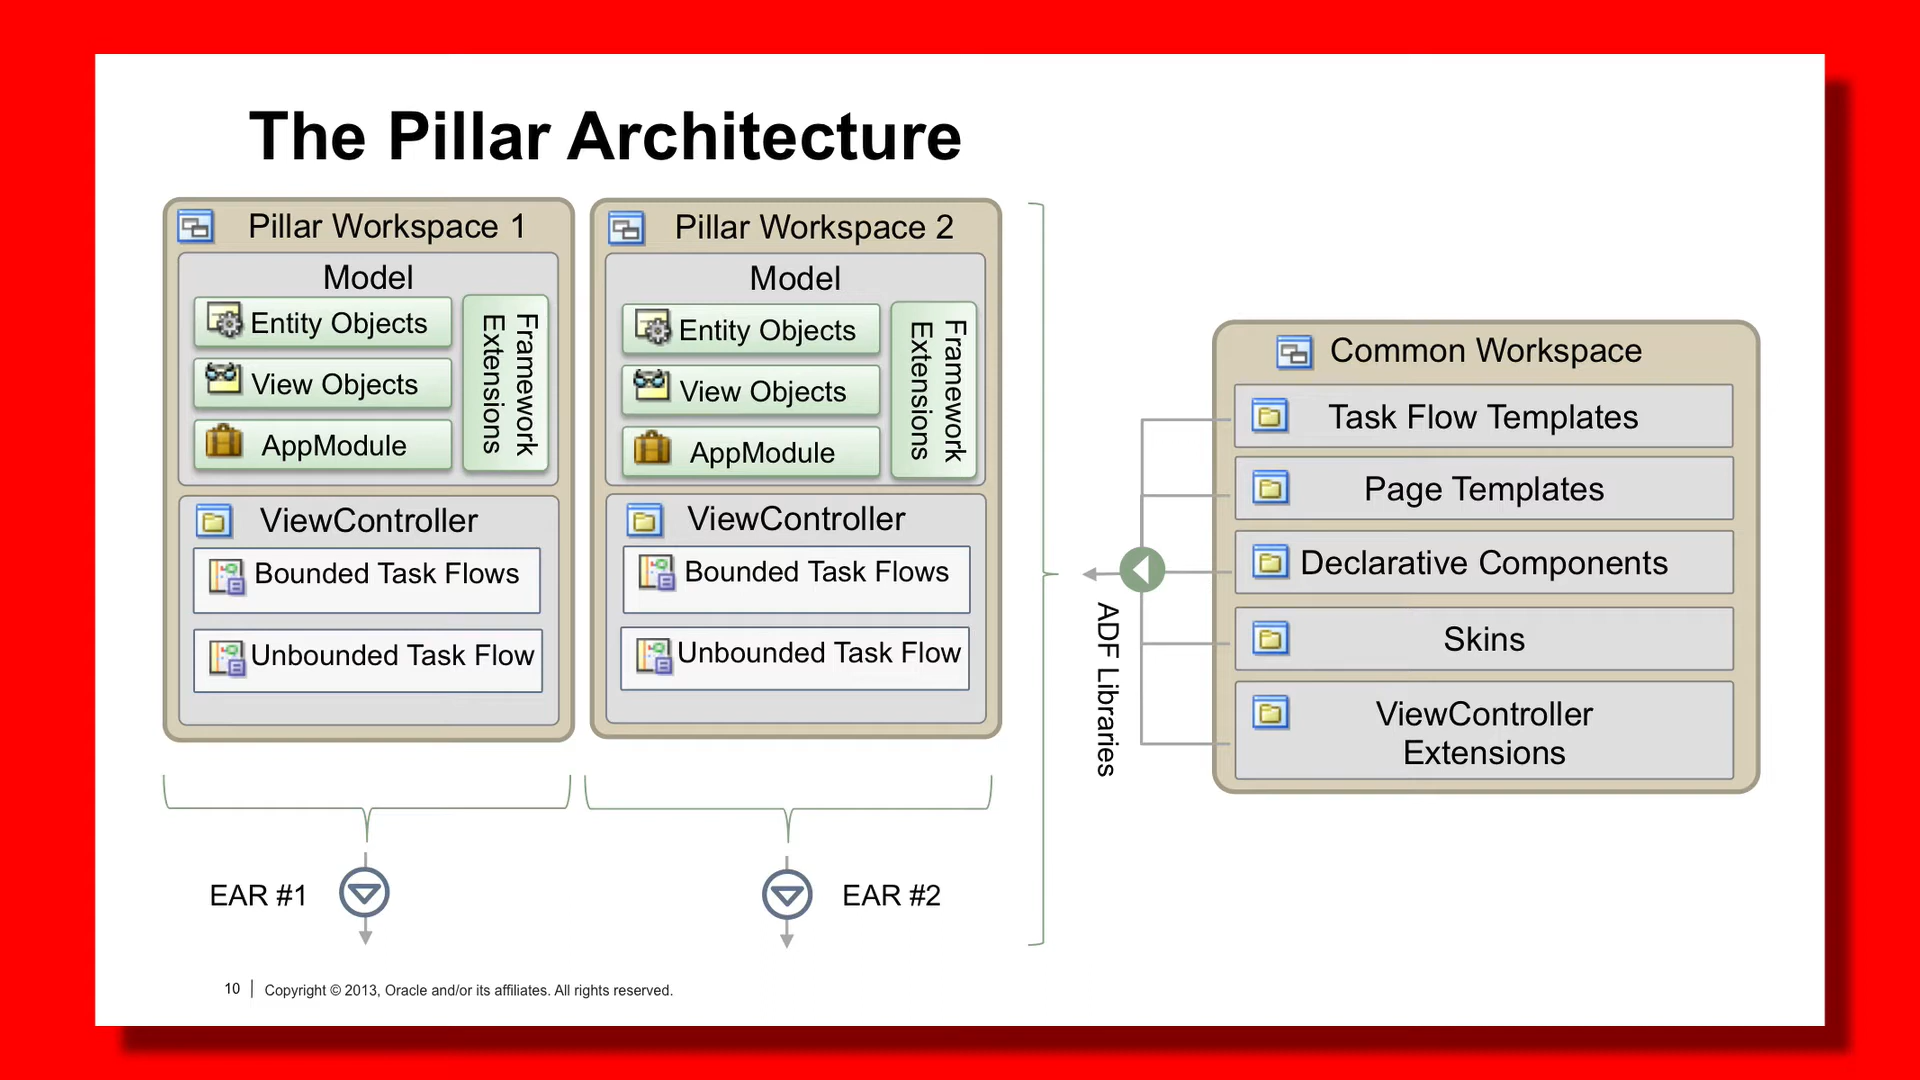 The Pillar Architecture
Pillar Workspace 1
Model
Entity Objects
View Objects
AppModule
Framework
Extensions
ViewController
Bounded Task Flows
Unbounded Task Flow
Pillar Workspace 2
Model
Entity Objects
View Objects
AppModule
Framework
Extensions
ViewController
Bounded Task Flows
Unbounded Task Flow
ADF Libraries
Common Workspace
Task Flow Templates
Page Templates
Declarative Components
Skins
ViewController
Extensions
EAR #1
EAR #2
10 | Copyright © 2013, Oracle and/or its affiliates. All rights reserved.